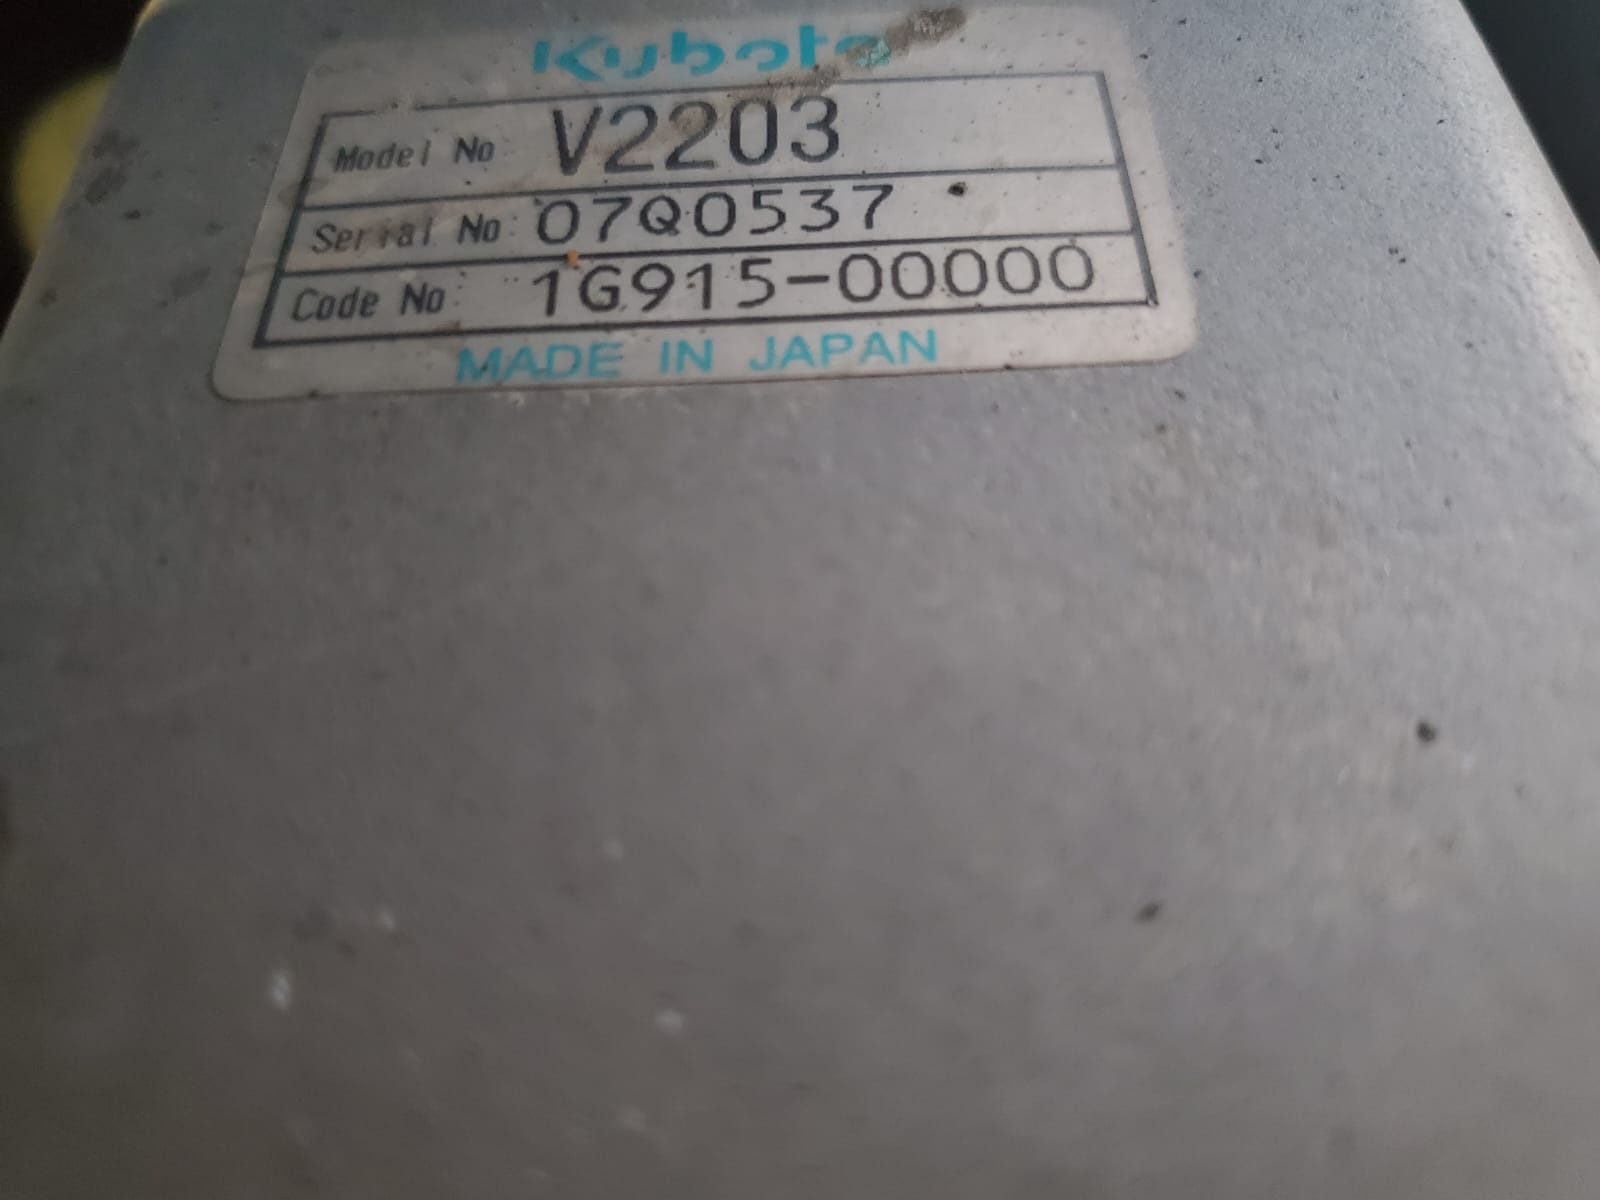 Kubota
Model No V2203
Serial No 07Q0537
Code No 1G915-00000
MADE IN JAPAN